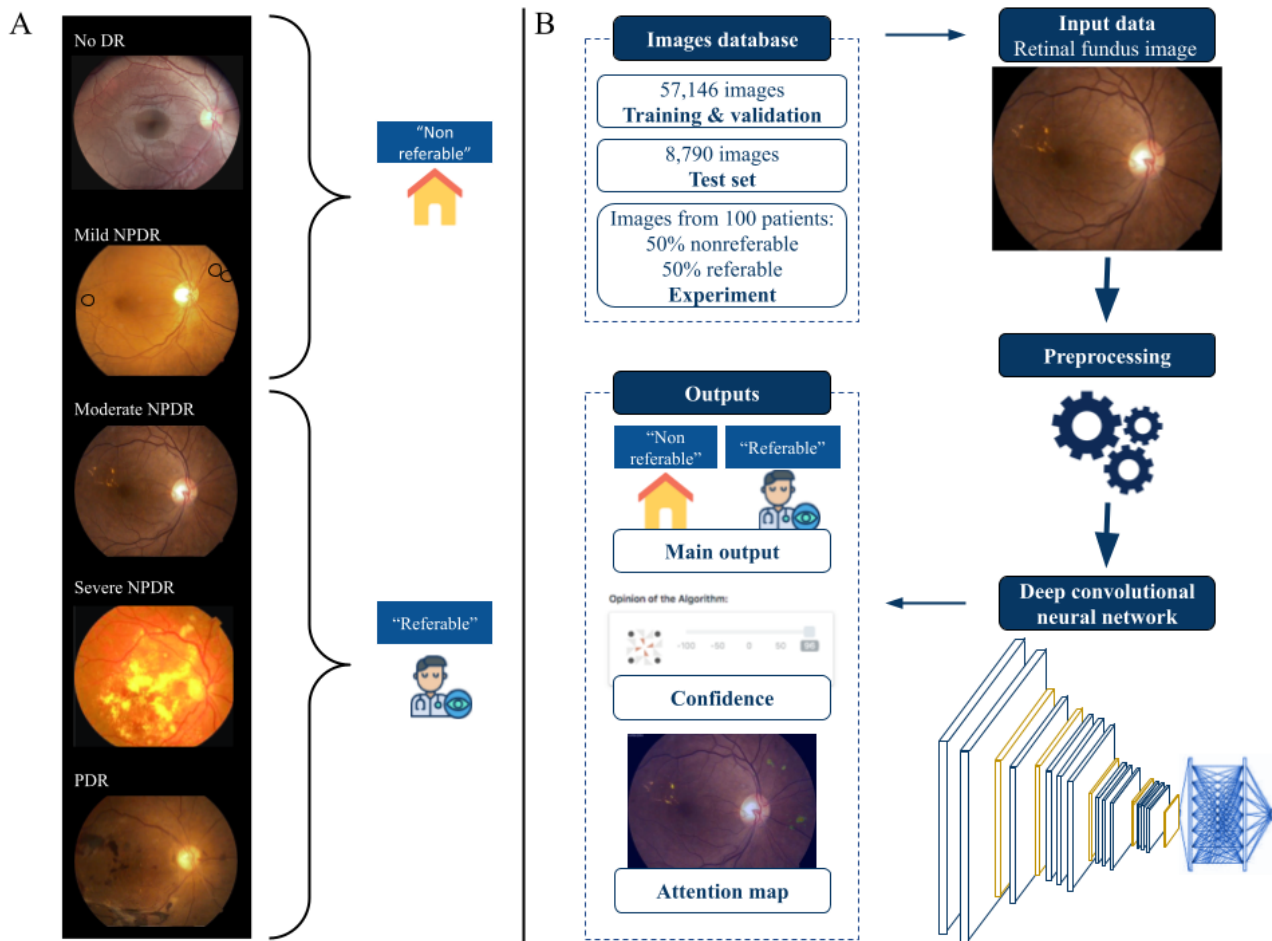 A
No DR
Mild NPDR
Moderate NPDR
Severe NPDR
PDR
“Non
referable”
“Referable”
B
Images database
57,146 images
Training & validation
8,790 images
Test set
Images from 100 patients:
50% nonreferable
50% referable
Experiment
Input data
Retinal fundus image
Preprocessing
Deep convolutional
neural network
Outputs
“Non
referable”
“Referable”
Main output
Opinion of the Algorithm:
-100 -50 0 50 96
Confidence
Attention map